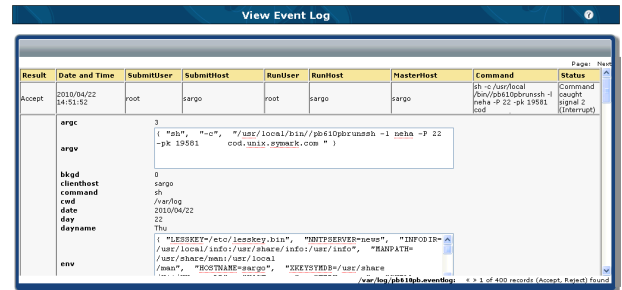 View Event Log
?
Page: Next
Result Date and Time SubmitUser SubmitHost RunUser RunHost MasterHost Command Status
Accept 2010/04/22 14:51:52 root sargo root sargo sargo sh -c /usr/local /bin//pb610pbrunssh -l neha -P 22 -pk 19581 cod Command caught signal 2 (Interrupt)
argc 3
argv { "sh", "-c", "/usr/local/bin//pb610pbrunssh -l neha -P 22
-pk 19581 cod.unix.symark.com " )
bkgd 0
clienthost sargo
command sh
cwd /var/log
date 2010/04/22
day 22
dayname Thu
env { "LESSKEY=/etc/lesskey.bin", "NNTPSERVER=news", "INFODIR=
/usr/local/info:/usr/share/info:/usr/info", "MANPATH=
/usr/share/man:/usr/local
/man", "HOSTNAME=sargo", "XKEYSYMDB=/usr/share
/var/log/pb610pb.eventlog: < > 1 of 400 records (Accept, Reject) found